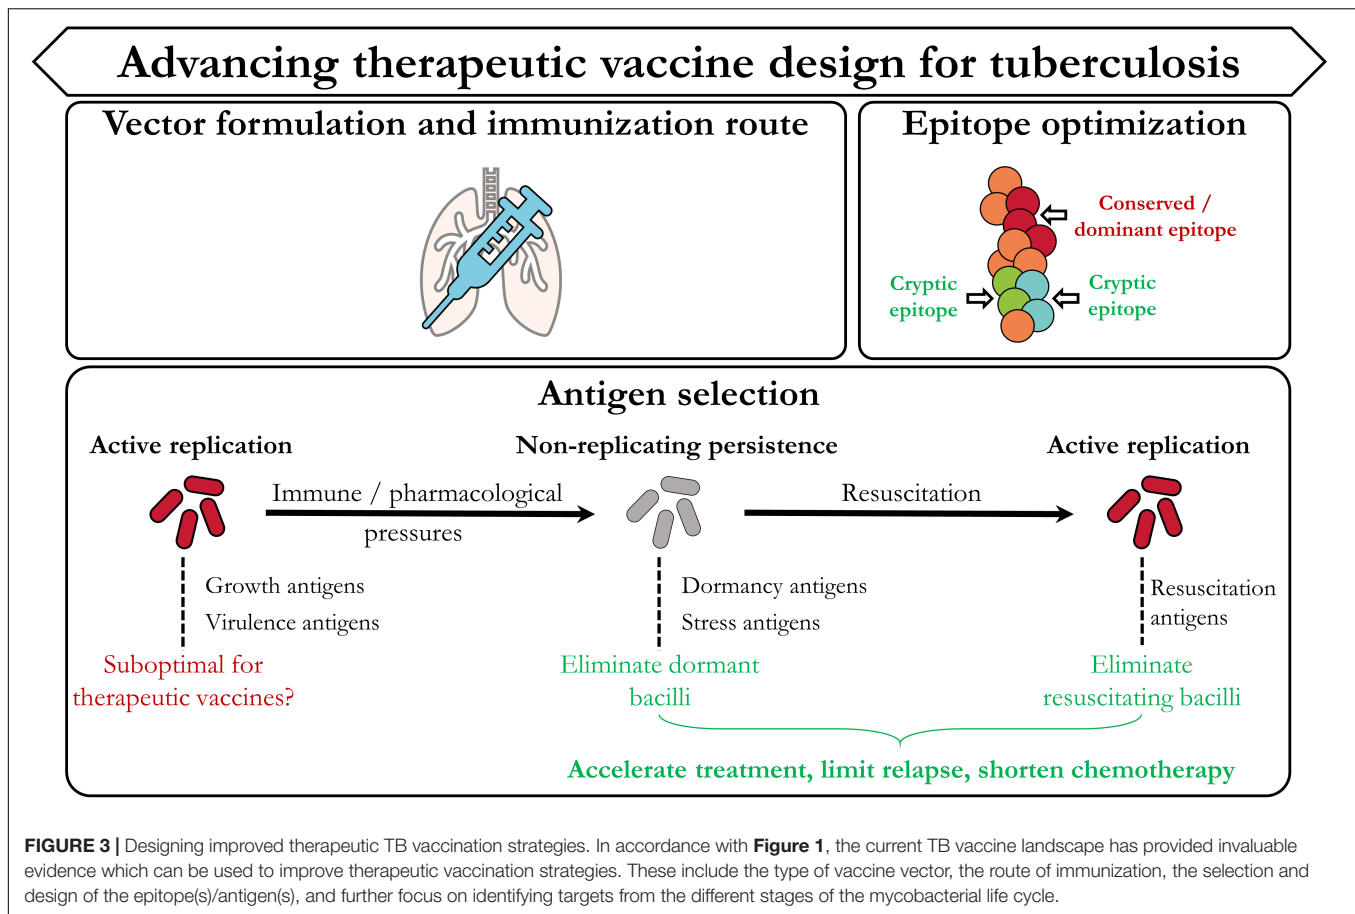 Advancing therapeutic vaccine design for tuberculosis
Vector formulation and immunization route
Epitope optimization
Conserved /
dominant epitope
Cryptic
epitope
Cryptic
epitope
Antigen selection
Active replication
Non-replicating persistence
Active replication
Immune / pharmacological
pressures
Resuscitation
Growth antigens
Virulence antigens
Dormancy antigens
Stress antigens
Resuscitation
antigens
Suboptimal for
therapeutic vaccines?
Eliminate dormant
bacilli
Eliminate
resuscitating bacilli
Accelerate treatment, limit relapse, shorten chemotherapy
FIGURE 3 | Designing improved therapeutic TB vaccination strategies. In accordance with Figure 1, the current TB vaccine landscape has provided invaluable
evidence which can be used to improve therapeutic vaccination strategies. These include the type of vaccine vector, the route of immunization, the selection and
design of the epitope(s)/antigen(s), and further focus on identifying targets from the different stages of the mycobacterial life cycle.